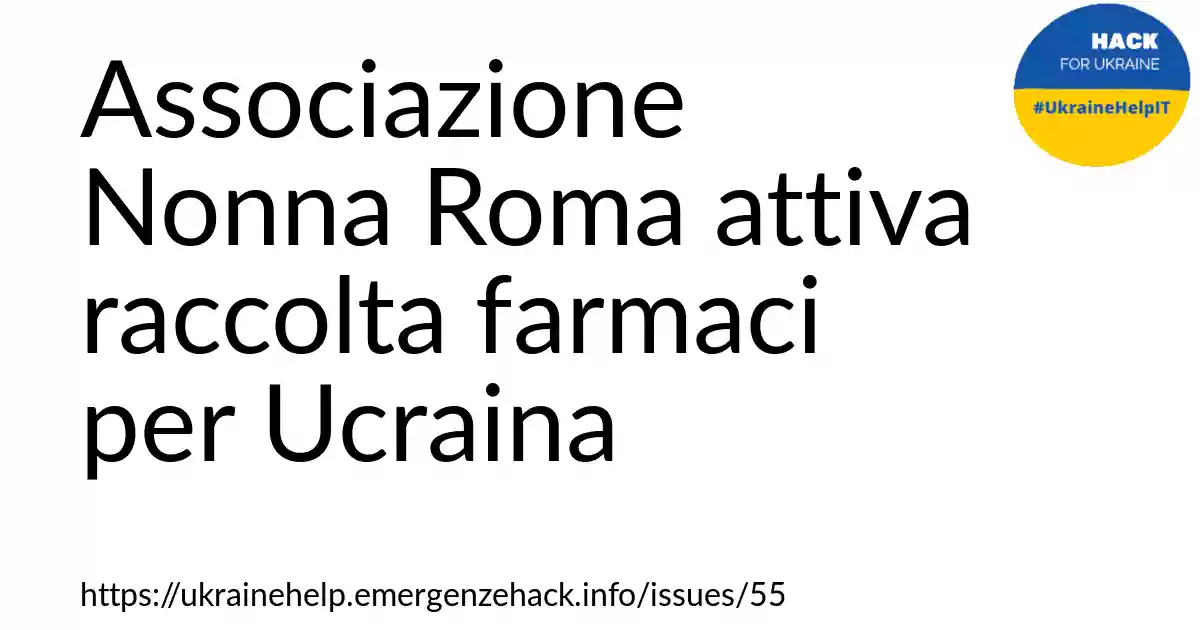 HACK
FOR UKRAINE
#UkraineHelpIT
Associazione
Nonna Roma attiva
raccolta farmaci
per Ucraina
https://ukrainehelp.emergenzehack.info/issues/55